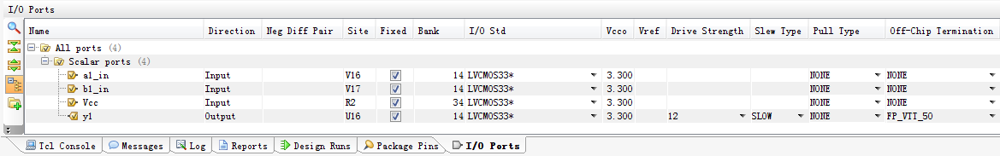 I/O Ports
Name Direction Neg Diff Pair Site Fixed Bank I/O Std Vcco Vref Drive Strength Slew Type Pull Type Off-Chip Termination
All ports (4)
Scalar ports (4)
a1_in Input V16 14 LVCMOS33* 3.300 NONE NONE
b1_in Input V17 14 LVCMOS33* 3.300 NONE NONE
Vcc Input R2 34 LVCMOS33* 3.300 NONE NONE
y1 Output U16 14 LVCMOS33* 3.300 12 SLOW NONE FP_VTT_50
Tcl Console Messages Log Reports Design Runs Package Pins I/O Ports